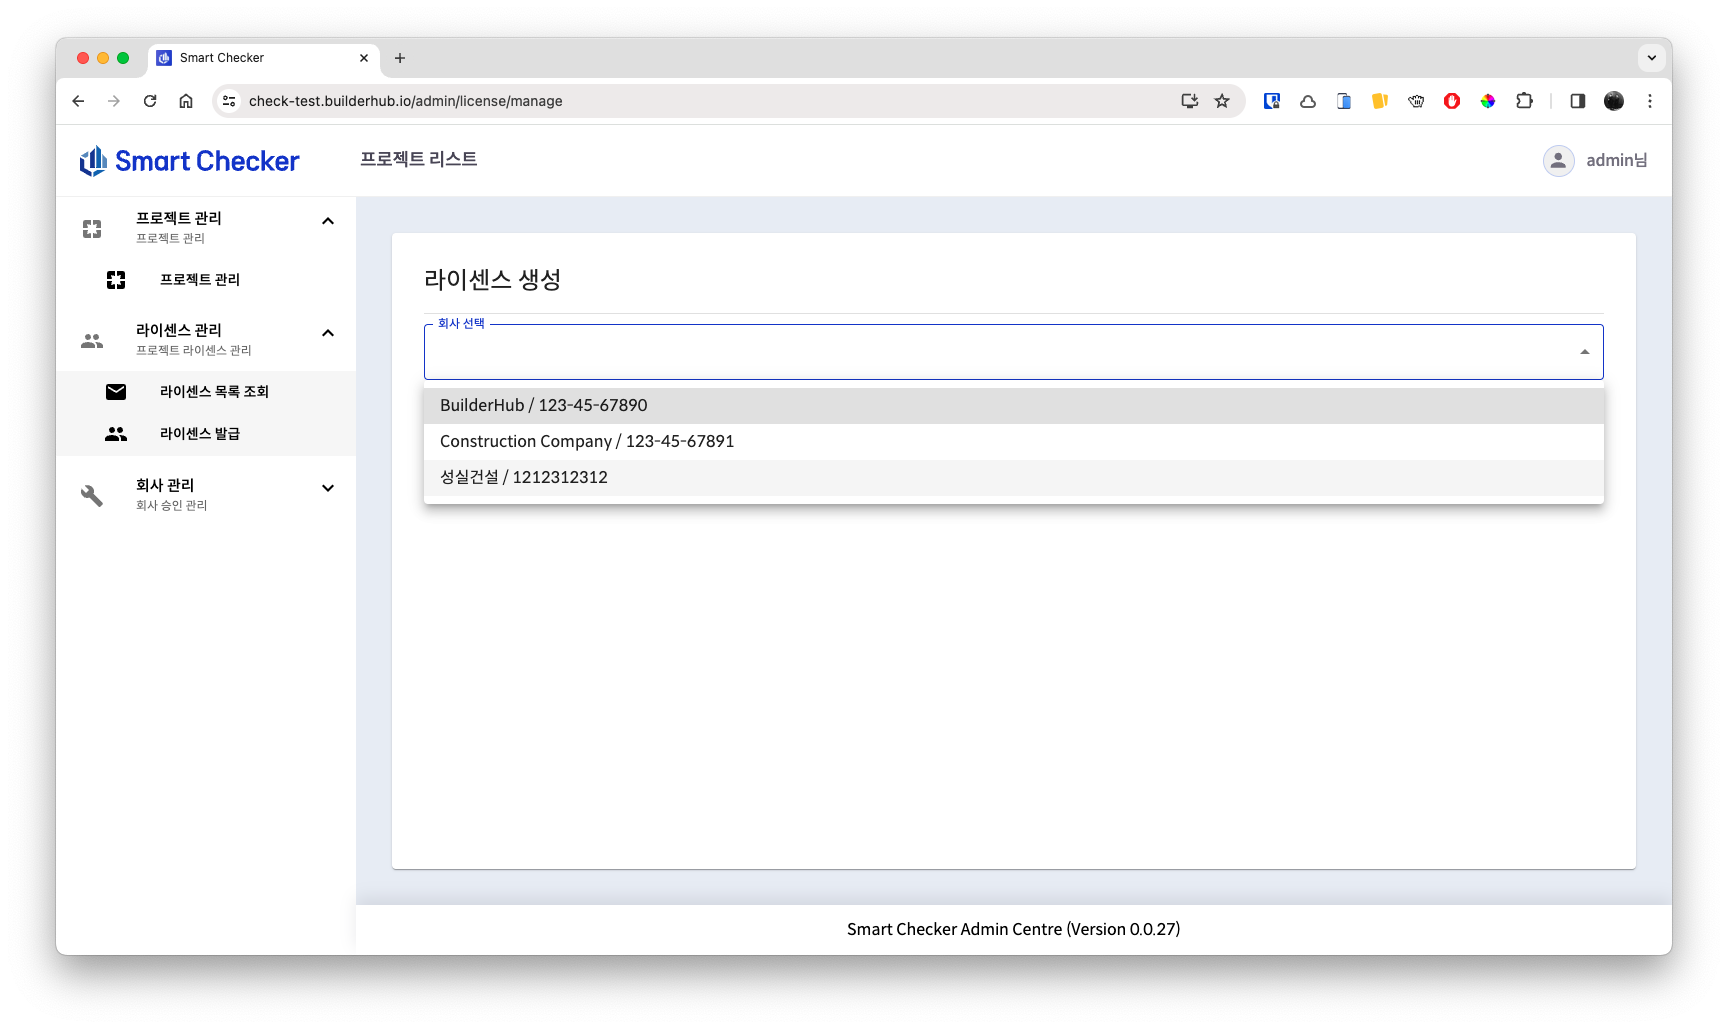 Smart Checker
check-test.builderhub.io/admin/license/manage
Smart Checker
프로젝트 리스트
admin님
프로젝트 관리
프로젝트 관리
프로젝트 관리
라이센스 관리
프로젝트 라이센스 관리
라이센스 목록 조회
라이센스 발급
회사 관리
회사 승인 관리
라이센스 생성
회사 선택
BuilderHub / 123-45-67890
Construction Company / 123-45-67891
성실건설 / 1212312312
Smart Checker Admin Centre (Version 0.0.27)